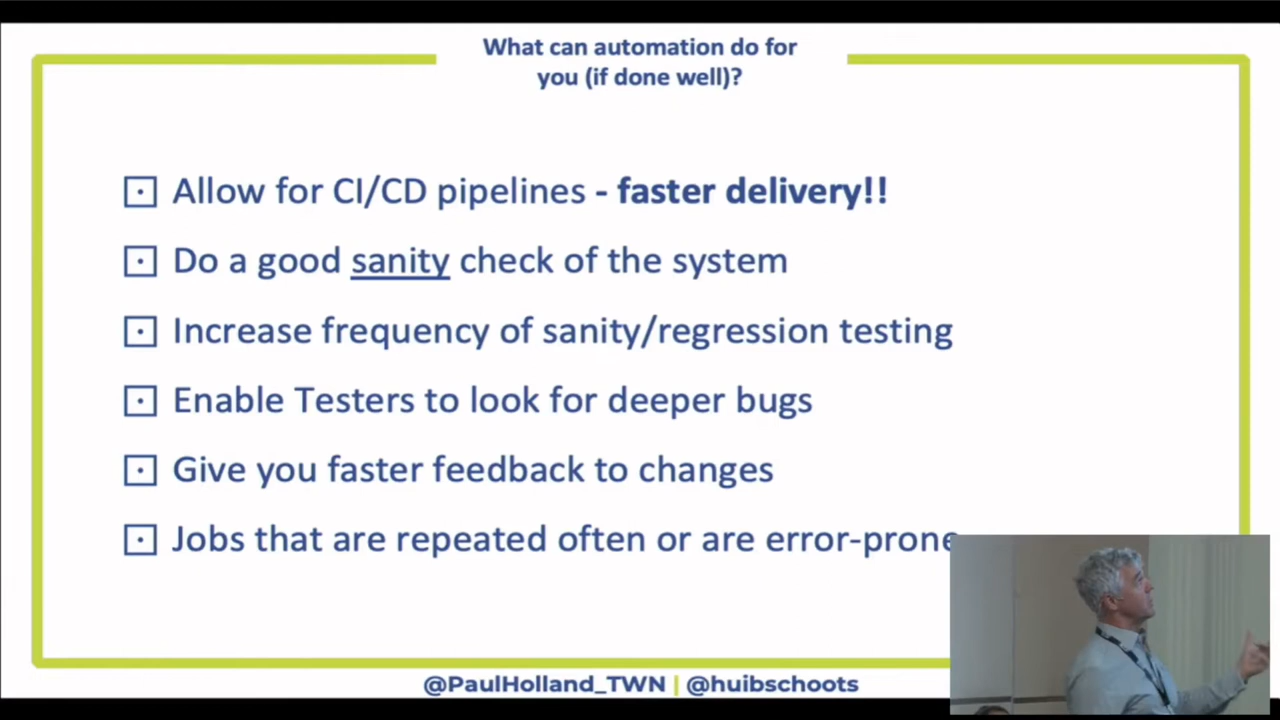 What can automation do for
you (if done well)?
Allow for CI/CD pipelines - faster delivery!!
Do a good sanity check of the system
Increase frequency of sanity/regression testing
Enable Testers to look for deeper bugs
Give you faster feedback to changes
Jobs that are repeated often or are error-prone
@PaulHolland_TWN | @huibschoots